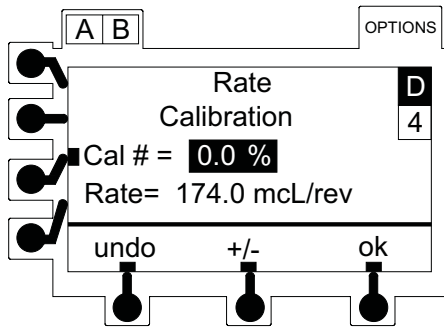 A B
OPTIONS
Rate
D
Calibration
4
Cal # = 0.0 %
Rate= 174.0 mcL/rev
undo +/- ok